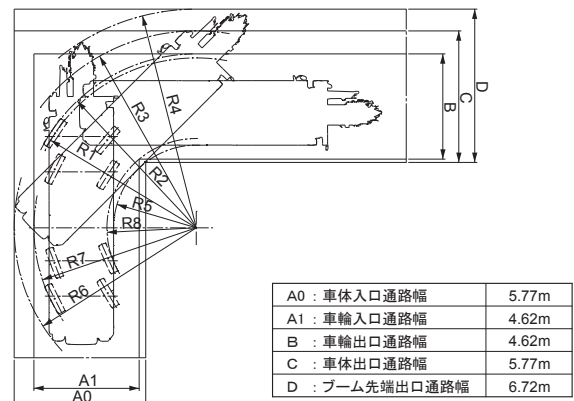 R4
R3
R1
R2
R5
R8
R7
R6
B
C
D
A1
A0
A0 : 車体入口通路幅 5.77m
A1 : 車輪入口通路幅 4.62m
B : 車輪出口通路幅 4.62m
C : 車体出口通路幅 5.77m
D : ブーム先端出口通路幅 6.72m